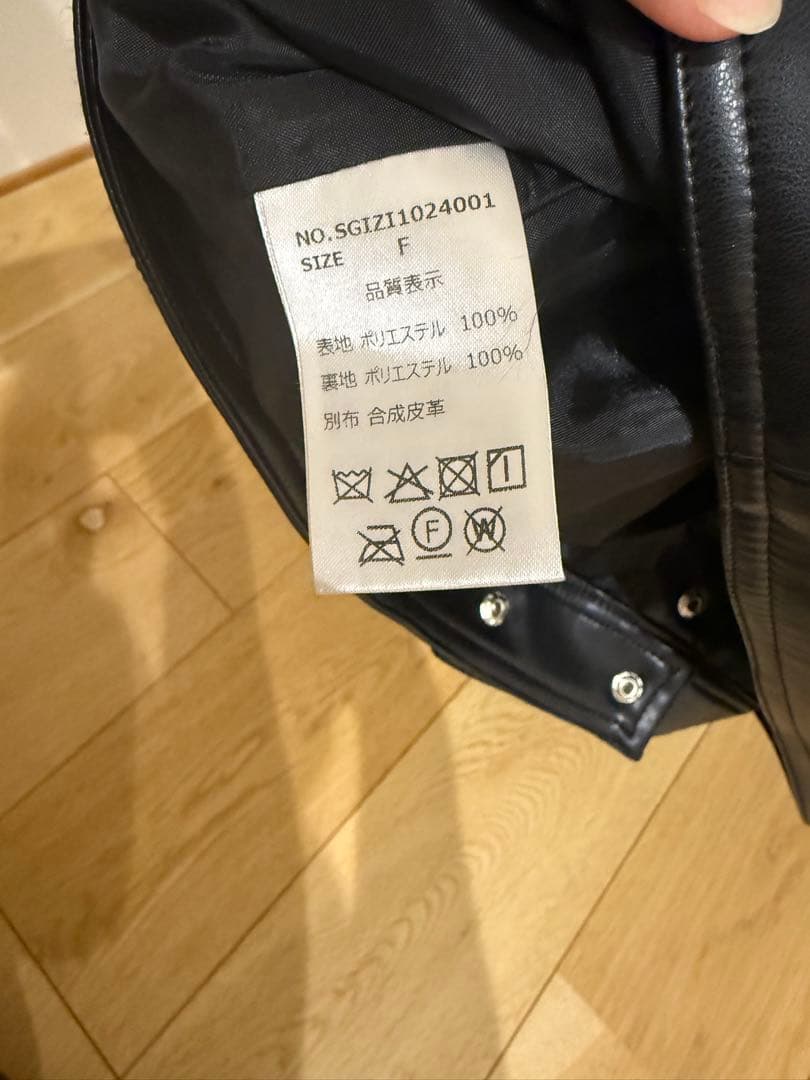 NO.SGIZI1024001
SIZE F
品質表示
表地 ポリエステル 100%
裏地 ポリエステル 100%
別布 合成皮革
F W